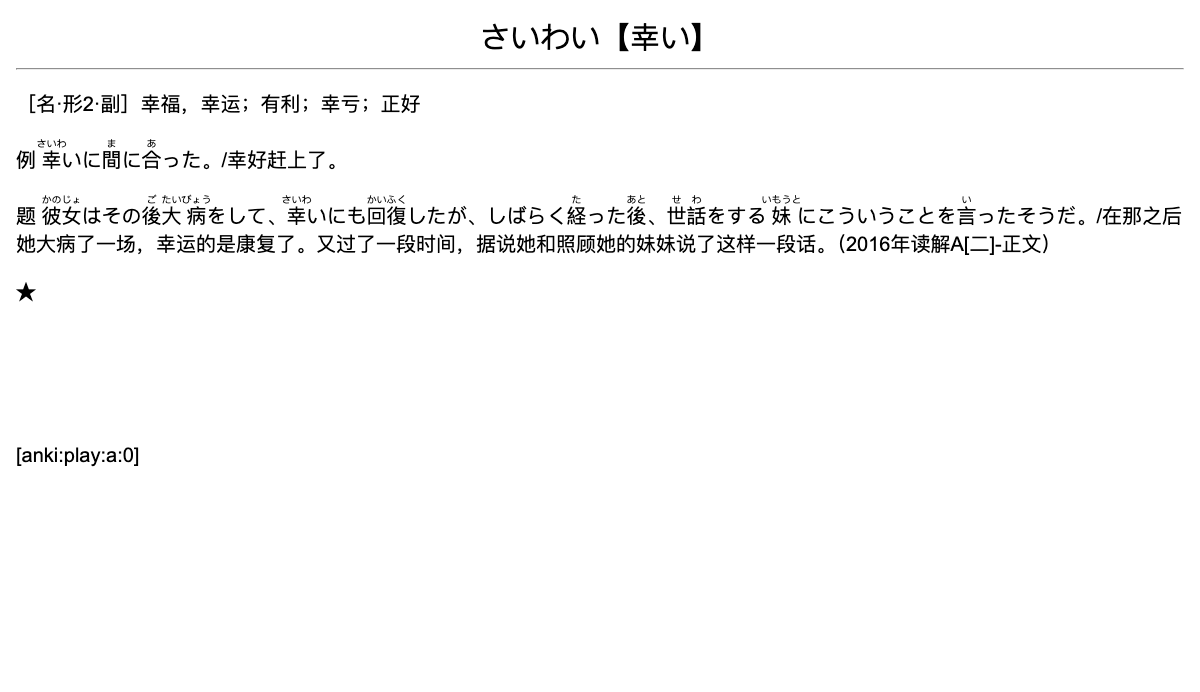 さいわい【幸い】
［名·形2·副］幸福，幸运；有利；幸亏；正好
さいわ ま あ
例 幸いに間に合った。/幸好赶上了。
かのじょ ご たいびょう さいわ かいふく た あと せ わ いもうと い
题 彼女はその後大病をして、幸いにも回復したが、しばらく経った後、世話をする妹にこういうことを言ったそうだ。/在那之后
她大病了一场，幸运的是康复了。又过了一段时间，据说她和照顾她的妹妹说了这样一段话。（2016年读解A[二]-正文）
★
[anki:play:a:0]